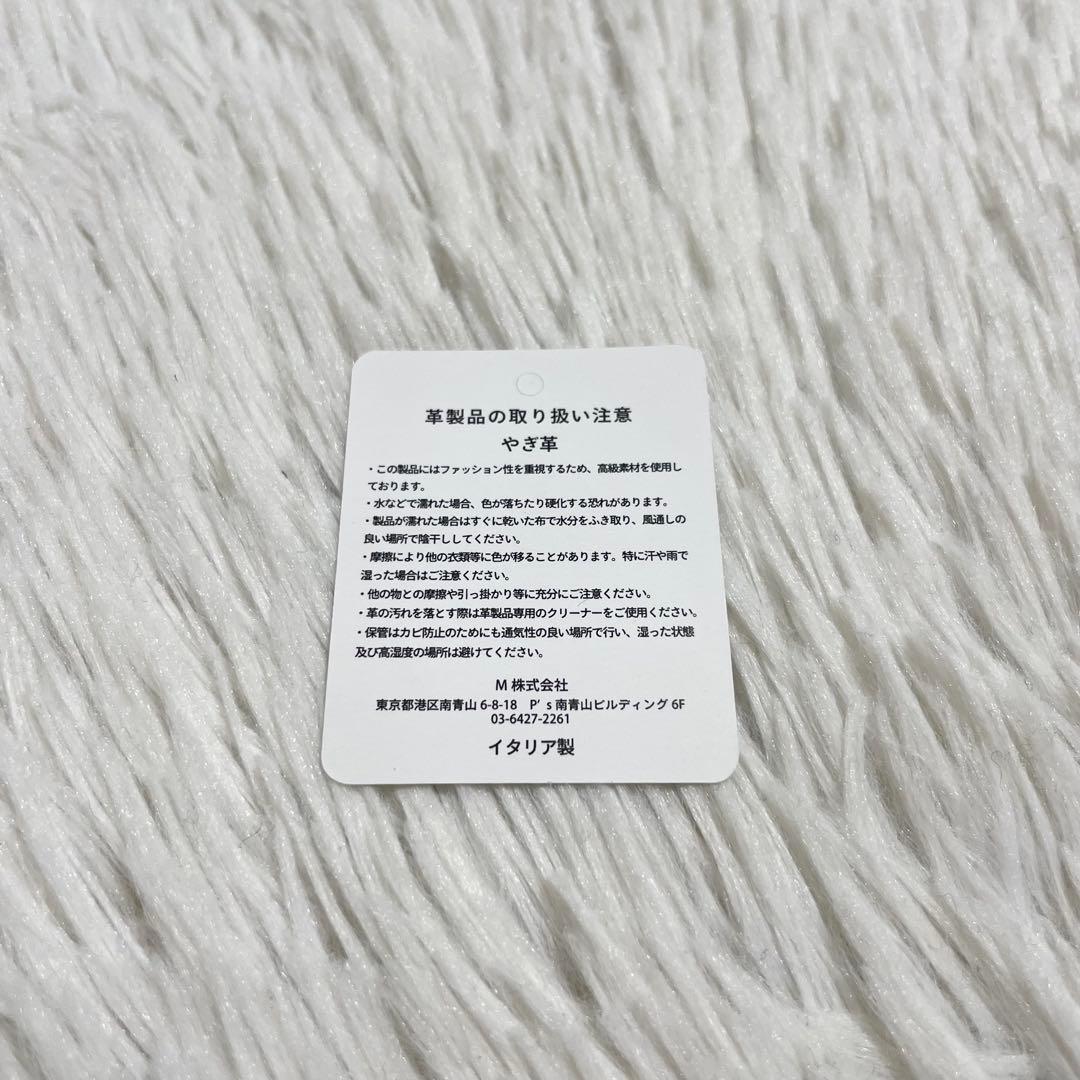 革製品の取り扱い注意
やぎ革
・この製品にはファッション性を重視するため、高級素材を使用し
ております。
・水などで濡れた場合、色が落ちたり硬化する恐れがあります。
・製品が濡れた場合はすぐに乾いた布で水分をふき取り、風通しの
良い場所で陰干ししてください。
・摩擦により他の衣類等に色が移ることがあります。特に汗や雨で
湿った場合はご注意ください。
・他の物との摩擦や引っ掛かり等に充分にご注意ください。
・革の汚れを落とす際は革製品専用のクリーナーをご使用ください。
・保管はカビ防止のためにも通気性の良い場所で行い、湿った状態
及び高湿度の場所は避けてください。
M 株式会社
東京都港区南青山 6-8-18　P’s 南青山ビルディング 6F
03-6427-2261
イタリア製